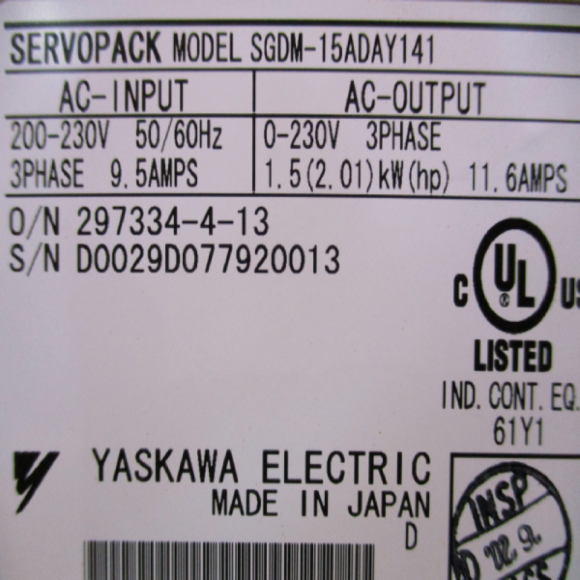 SERVOPACK MODEL SGDM-15ADAY141
AC-INPUT AC-OUTPUT
200-230V 50/60Hz 0-230V 3PHASE
3PHASE 9.5AMPS 1.5(2.01)kW(hp) 11.6AMPS
O/N 297334-4-13
S/N D0029D077920013
C UL US
®
LISTED
IND. CONT. EQ.
61Y1
YASKAWA ELECTRIC
MADE IN JAPAN
D
INSP
'02. 9.